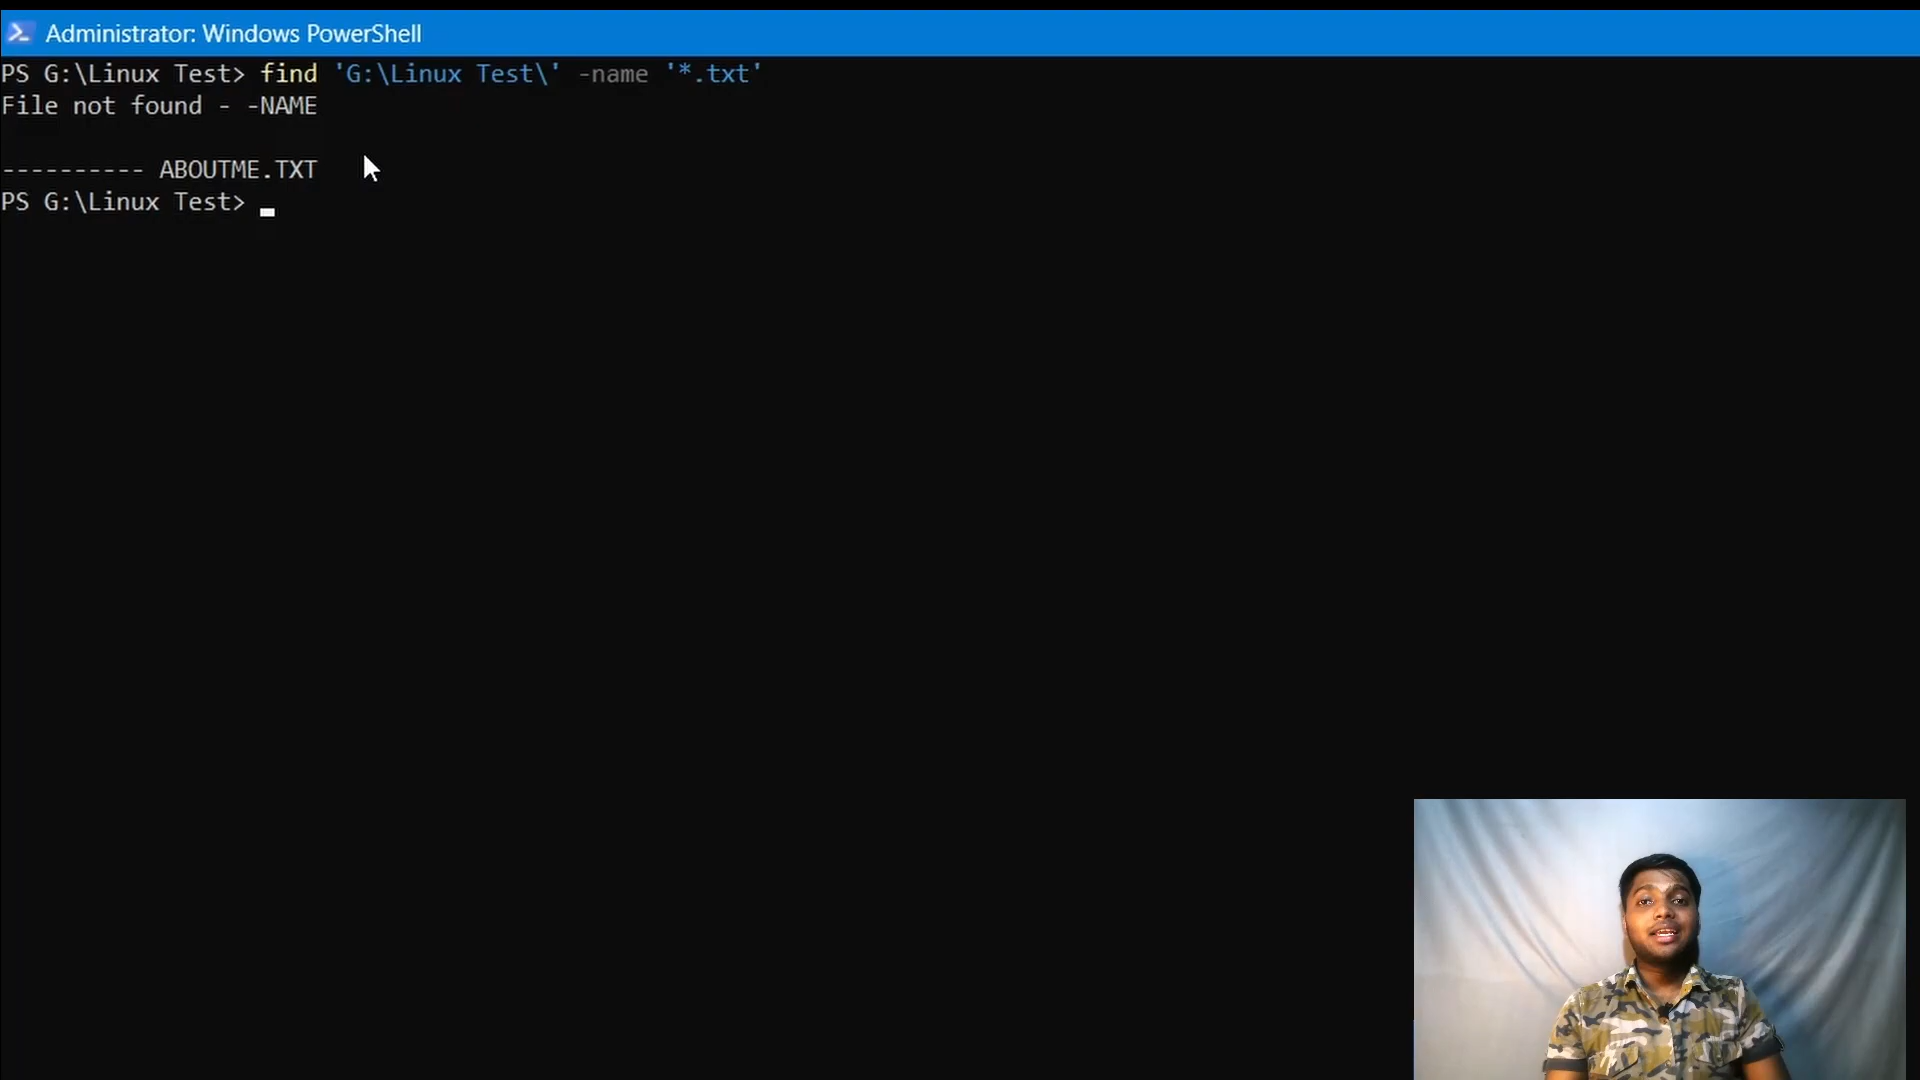 Administrator: Windows PowerShell
PS G:\Linux Test> find 'G:\Linux Test\' -name '*.txt'
File not found - -NAME
---------- ABOUTME.TXT
PS G:\Linux Test>